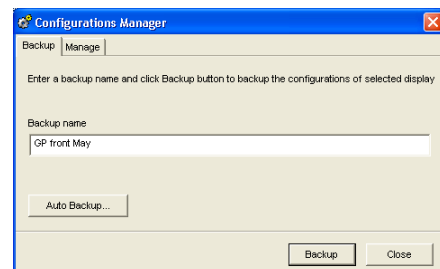 Configurations Manager
Backup Manage
Enter a backup name and click Backup button to backup the configurations of selected display
Backup name
GP front May
Auto Backup...
Backup Close